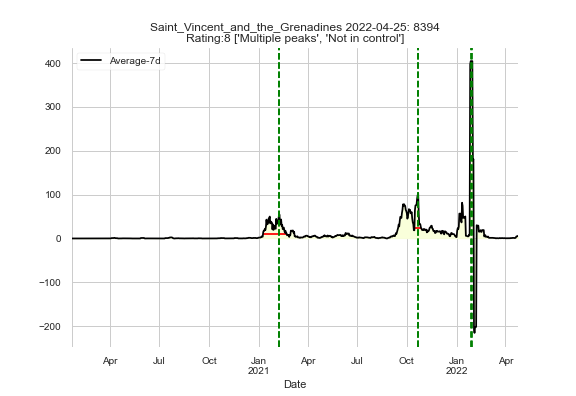 Saint_Vincent_and_the_Grenadines 2022-04-25: 8394
Rating:8 ['Multiple peaks', 'Not in control']
Average-7d
400
300
200
100
0
−100
−200
Apr Jul Oct Jan Apr Jul Oct Jan Apr
2021 2022
Date